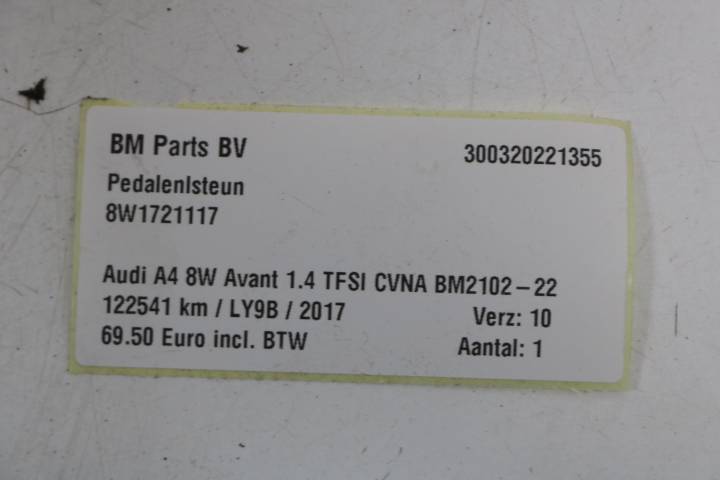 BM Parts BV 300320221355
Pedalenlsteun
8W1721117
Audi A4 8W Avant 1.4 TFSI CVNA BM2102-22
122541 km / LY9B / 2017 Verz: 10
69.50 Euro incl. BTW Aantal: 1